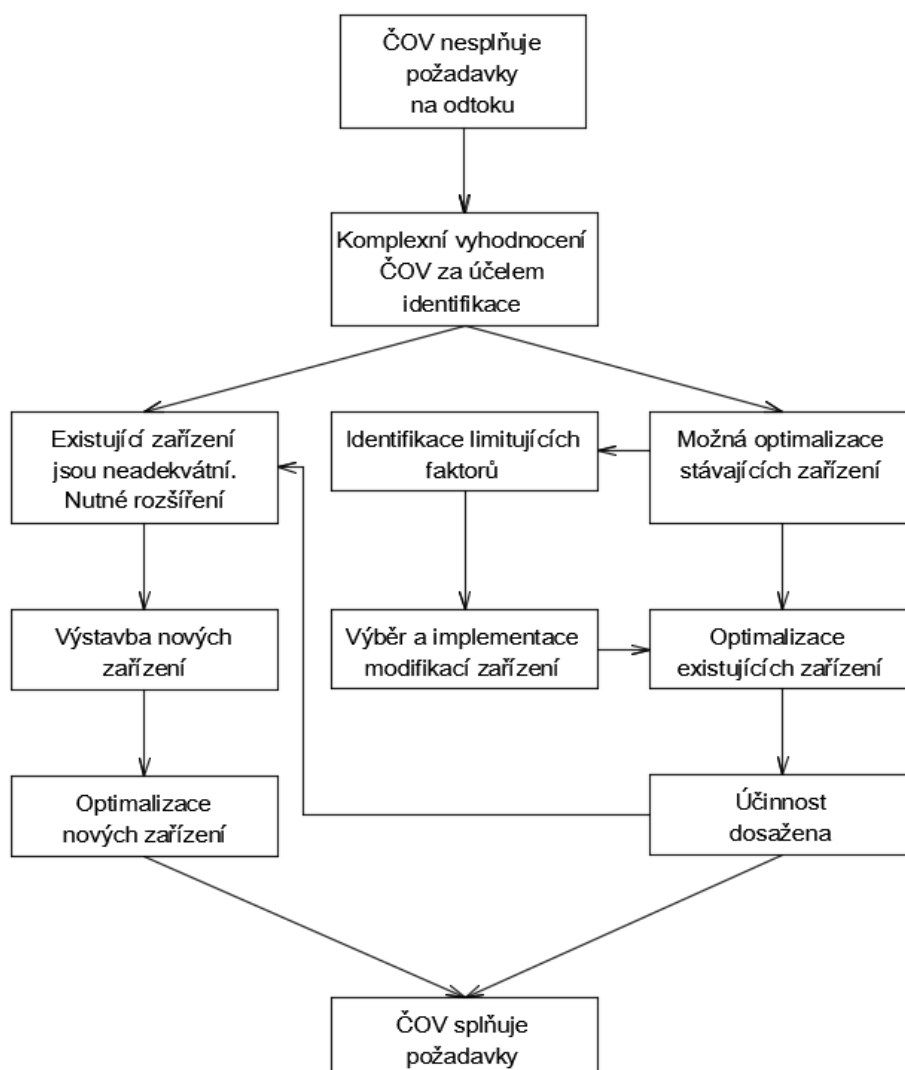 ČOV nesplňuje
požadavky
na odtoku
Komplexní vyhodnocení
ČOV za účelem
identifikace
Existující zařízení
jsou neadekvátní.
Nutné rozšíření
Identifikace limitujících
faktorů
Možná optimalizace
stávajících zařízení
Výstavba nových
zařízení
Výběr a implementace
modifikací zařízení
Optimalizace
existujících zařízení
Optimalizace
nových zařízení
Účinnost
dosažena
ČOV splňuje
požadavky